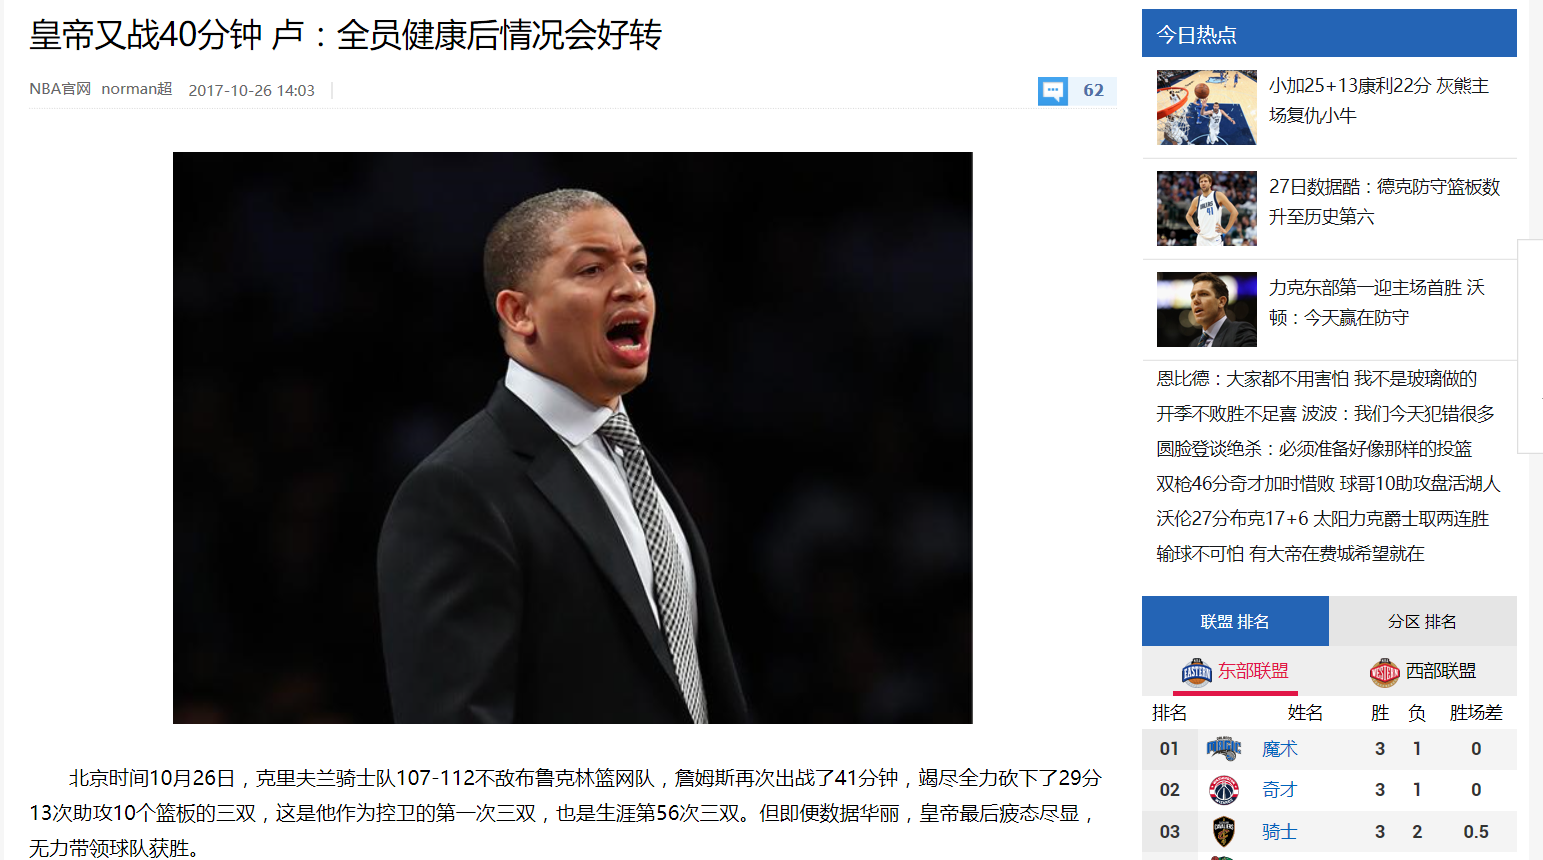 皇帝又战40分钟 卢：全员健康后情况会好转
NBA官网 norman超 2017-10-26 14:03
62
北京时间10月26日，克里夫兰骑士队107-112不敌布鲁克林篮网队，詹姆斯再次出战了41分钟，竭尽全力砍下了29分
13次助攻10个篮板的三双，这是他作为控卫的第一次三双，也是生涯第56次三双。但即便数据华丽，皇帝最后疲态尽显，
无力带领球队获胜。
今日热点
小加25+13康利22分 灰熊主
场复仇小牛
27日数据酷：德克防守篮板数
升至历史第六
力克东部第一迎主场首胜 沃
顿：今天赢在防守
恩比德：大家都不用害怕 我不是玻璃做的
开季不败胜不足喜 波波：我们今天犯错很多
圆脸登谈绝杀：必须准备好像那样的投篮
双枪46分奇才加时惜败 球哥10助攻盘活湖人
沃伦27分布克17+6 太阳力克爵士取两连胜
输球不可怕 有大帝在费城希望就在
联盟 排名 分区 排名
EASTERN 东部联盟 WESTERN 西部联盟
排名 姓名 胜 负 胜场差
01 MAGIC 魔术 3 1 0
02 奇才 3 1 0
03 骑士 3 2 0.5